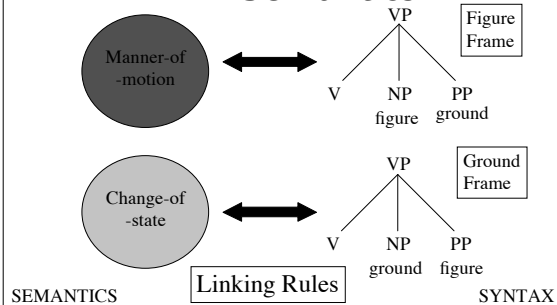 VP
Figure
Frame
Manner-of
-motion
V NP PP
figure ground
VP
Ground
Frame
Change-of
-state
V NP PP
ground figure
Linking Rules
SEMANTICS SYNTAX